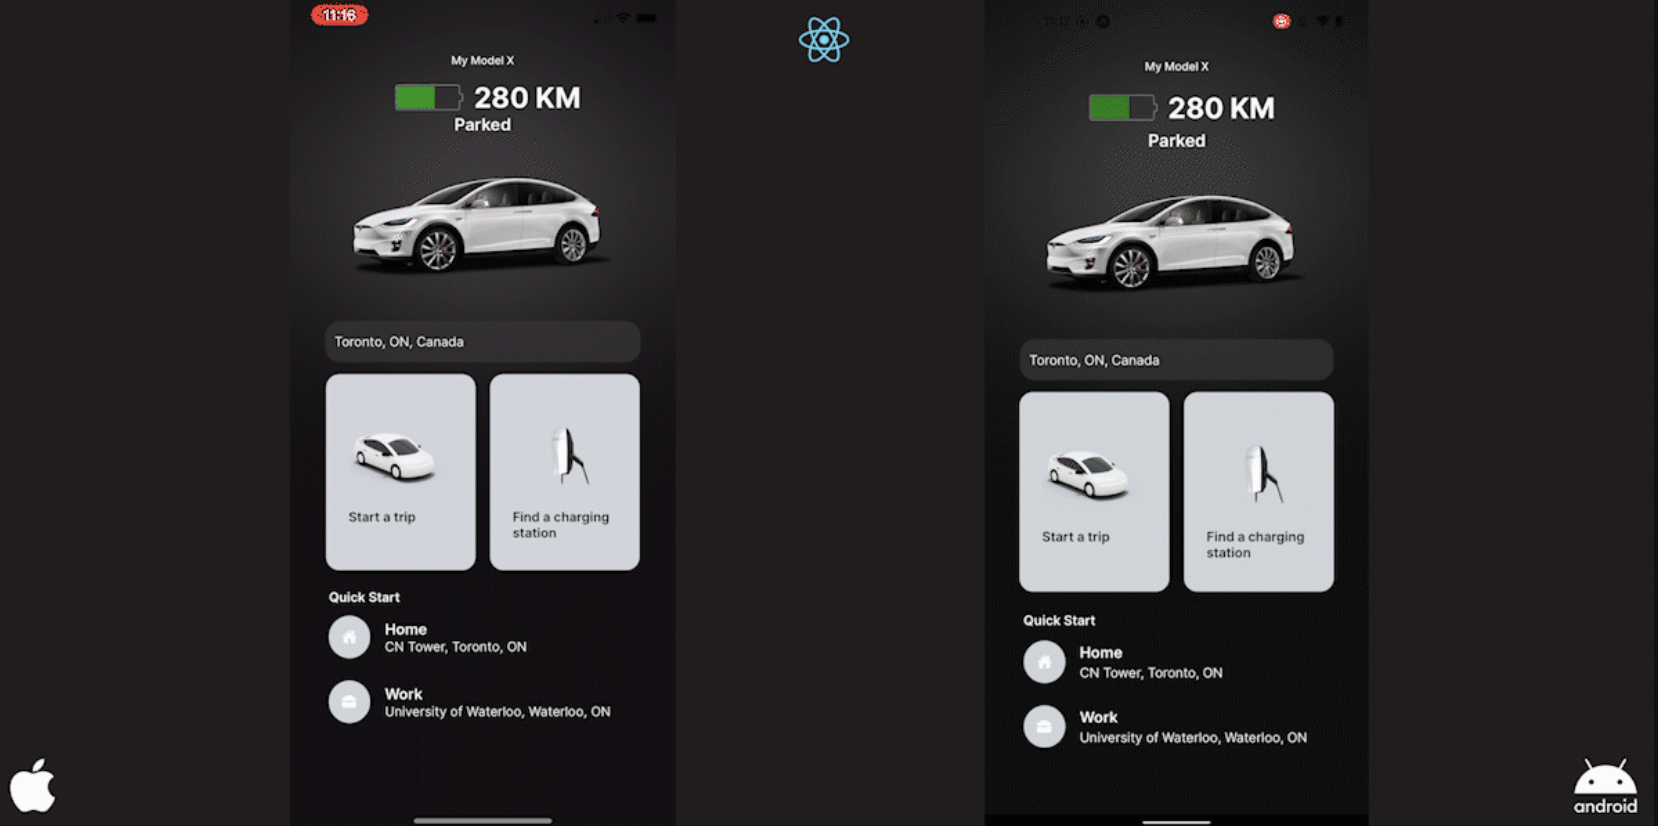 11:16
My Model X
280 KM
Parked
Toronto, ON, Canada
Start a trip
Find a charging
station
Quick Start
Home
CN Tower, Toronto, ON
Work
University of Waterloo, Waterloo, ON
11:17
My Model X
280 KM
Parked
Toronto, ON, Canada
Start a trip
Find a charging
station
Quick Start
Home
CN Tower, Toronto, ON
Work
University of Waterloo, Waterloo, ON
android